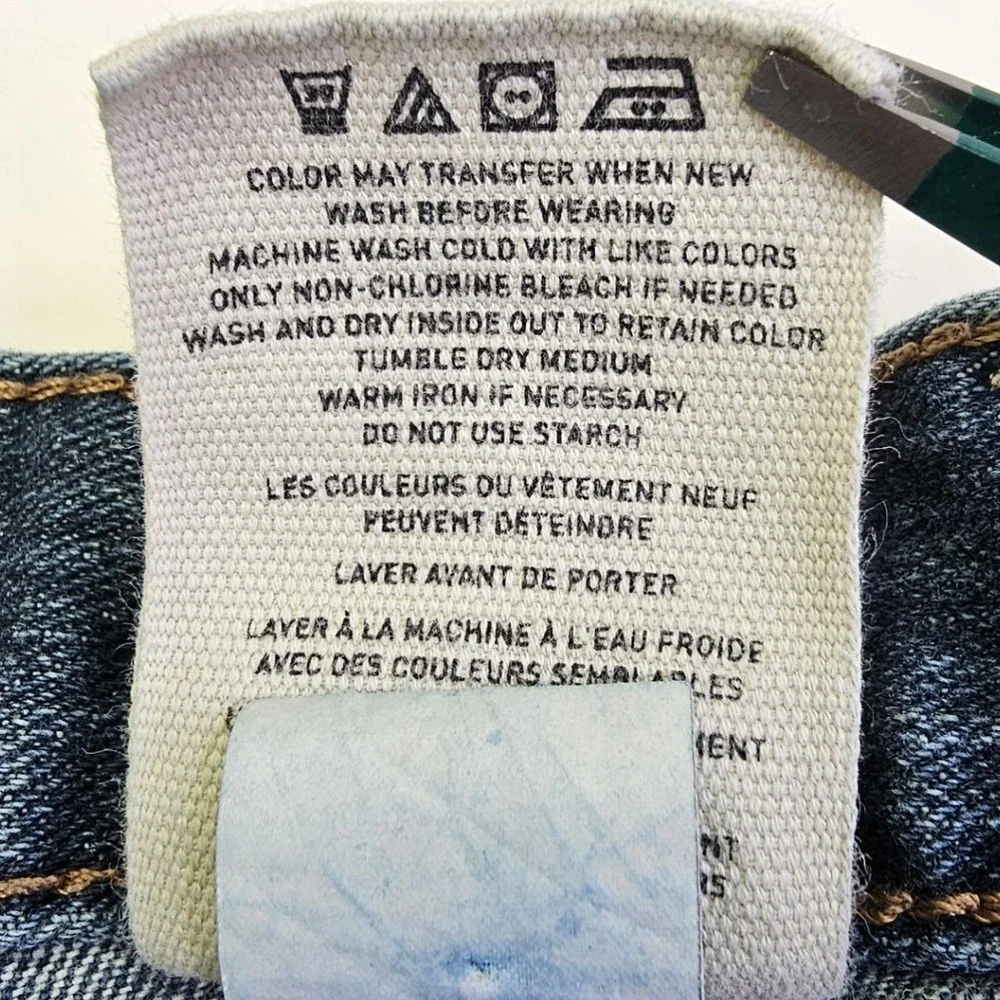 30
COLOR MAY TRANSFER WHEN NEW
WASH BEFORE WEARING
MACHINE WASH COLD WITH LIKE COLORS
ONLY NON-CHLORINE BLEACH IF NEEDED
WASH AND DRY INSIDE OUT TO RETAIN COLOR
TUMBLE DRY MEDIUM
WARM IRON IF NECESSARY
DO NOT USE STARCH
LES COULEURS DU VÊTEMENT NEUF
PEUVENT DÉTEINDRE
LAVER AVANT DE PORTER
LAVER À LA MACHINE À L'EAU FROIDE
AVEC DES COULEURS SEMBLABLES